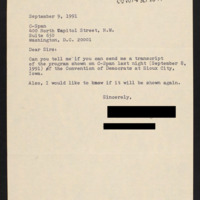 September 9, 1991
C-Span
400 North Capitol Street, N.W.
Suite 650
Washington, D.C. 20001
Dear Sirs:
Can you tell me if you can send me a transcript
of the program shown on C-Span last night (September 8,
1991) of the Convention of Democrats at Sioux City,
Iowa.
Also, I would like to know if it will be shown again.
Sincerely,